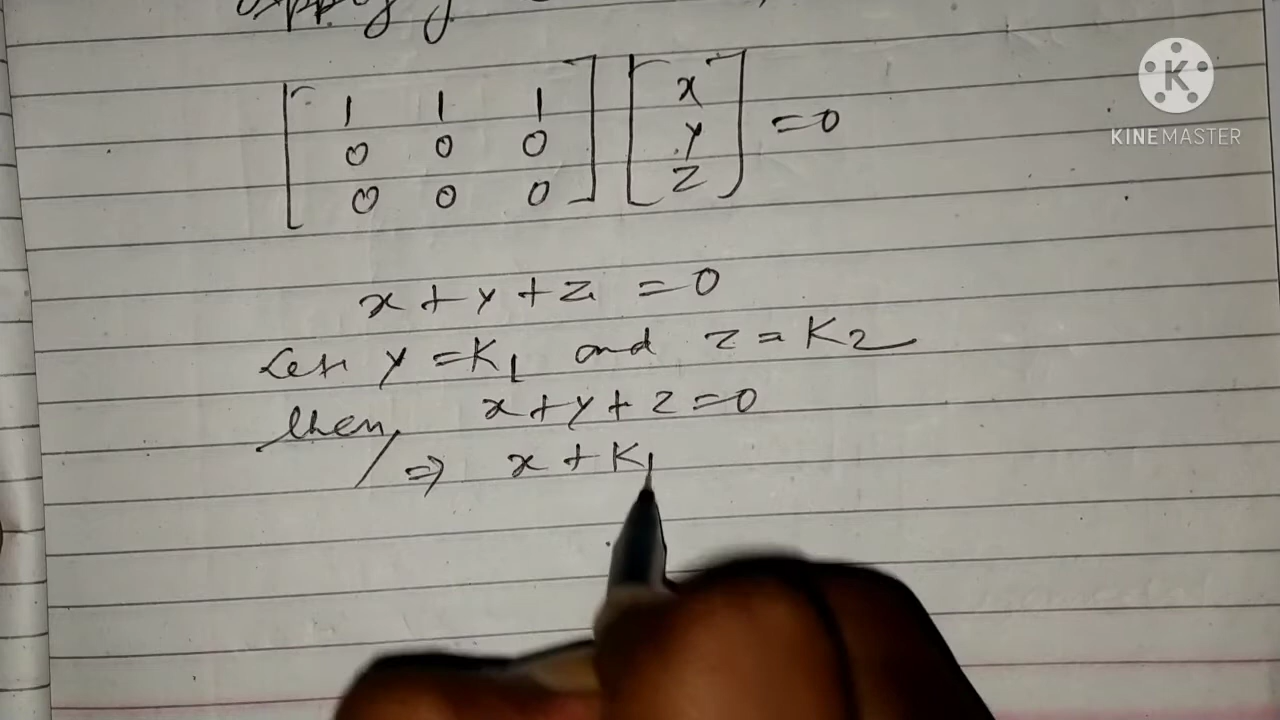 1 1 1 x
0 0 0 y = 0
0 0 0 z
K
KINEMASTER
x + y + z = 0
Let y = K1 and z = K2
then, x + y + z = 0
⇒ x + K1